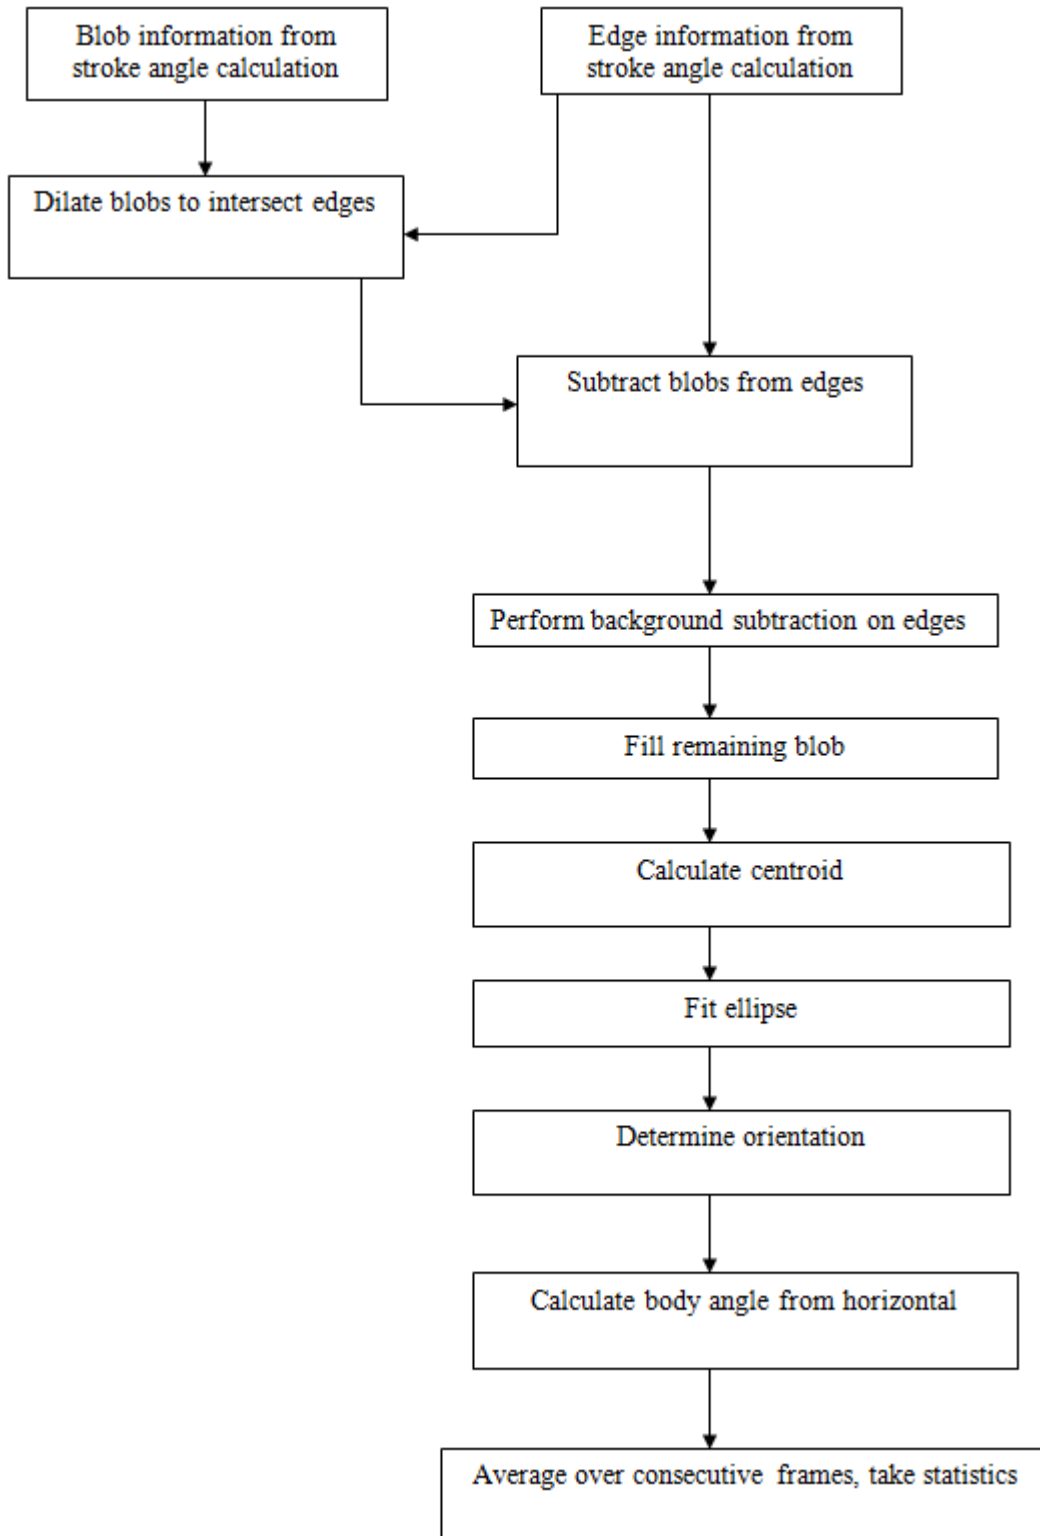 Blob information from
stroke angle calculation
Edge information from
stroke angle calculation
Dilate blobs to intersect edges
Subtract blobs from edges
Perform background subtraction on edges
Fill remaining blob
Calculate centroid
Fit ellipse
Determine orientation
Calculate body angle from horizontal
Average over consecutive frames, take statistics